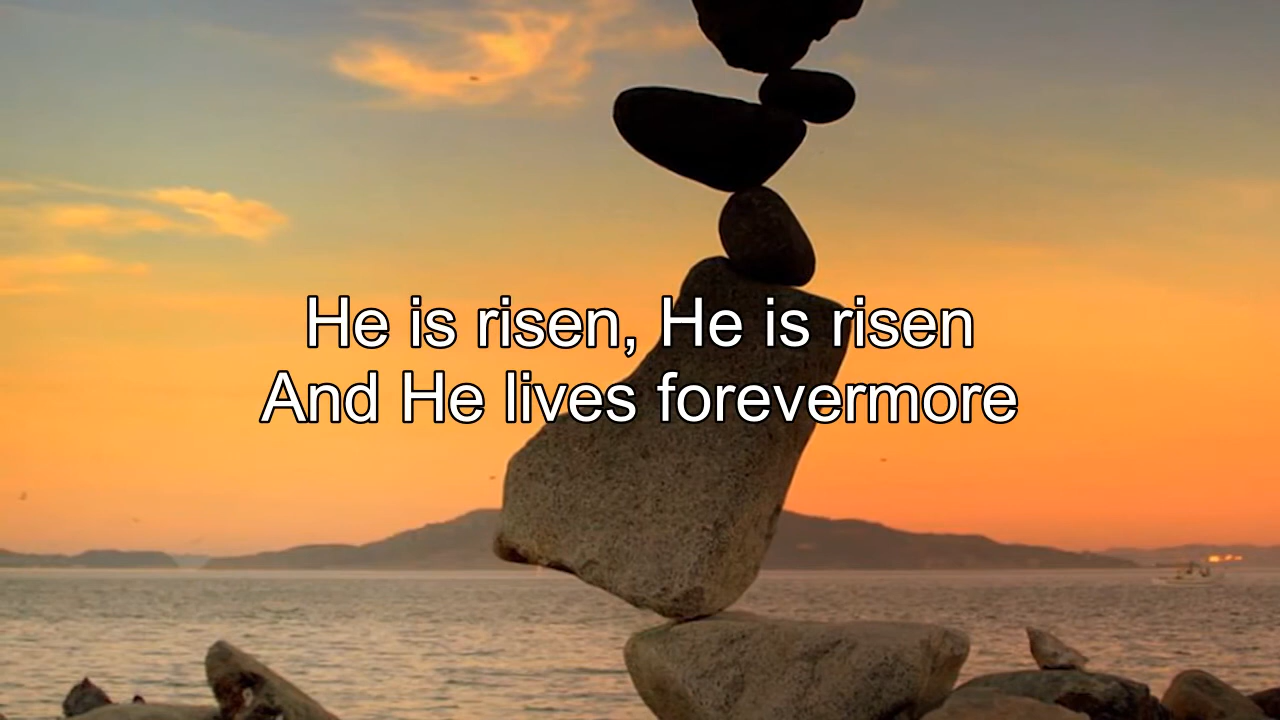 He is risen, He is risen
And He lives forevermore